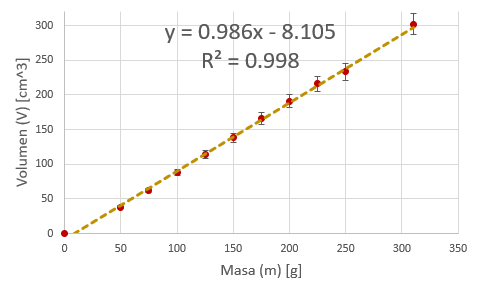 y = 0.986x - 8.105
R² = 0.998
Volumen (V) [cm^3]
300
250
200
150
100
50
0
0 50 100 150 200 250 300 350
Masa (m) [g]